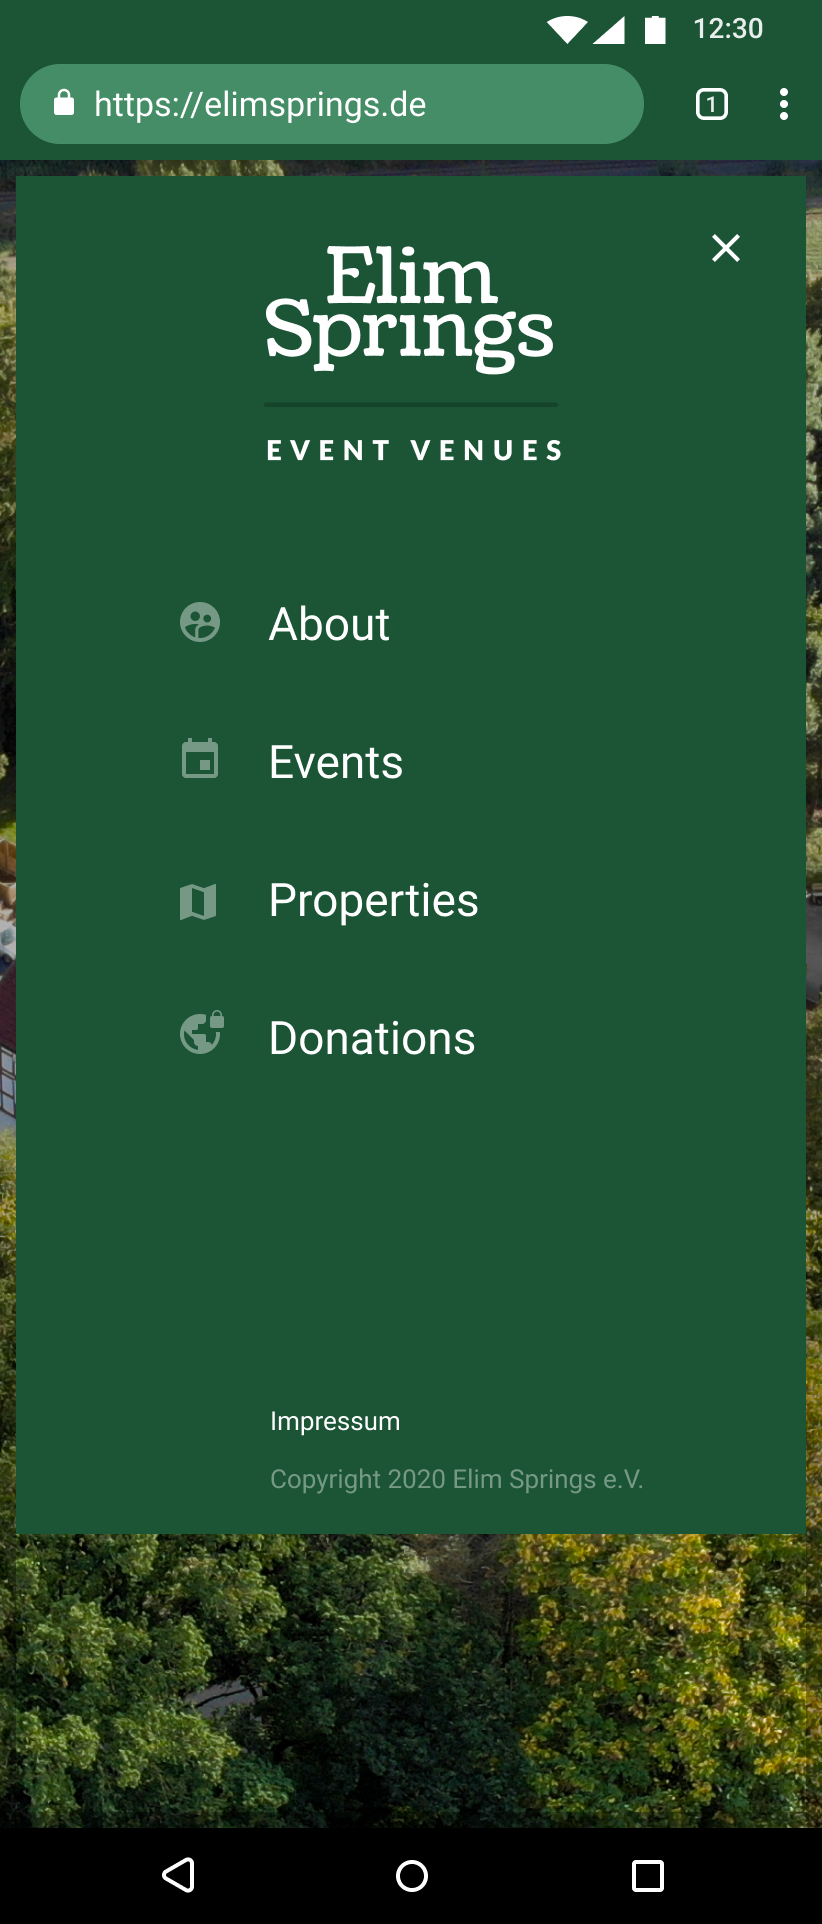 12:30
https://elimsprings.de
1
Elim
Springs
EVENT VENUES
About
Events
Properties
Donations
Impressum
Copyright 2020 Elim Springs e.V.